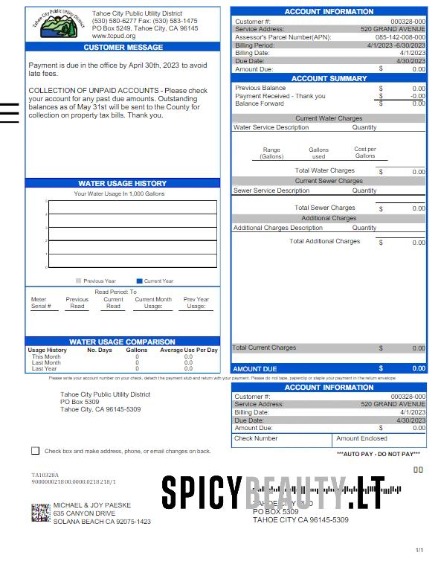 Tahoe City Public Utility District
(530) 580-6277 Fax: (530) 583-1475
PO Box 5249, Tahoe City, CA 96145
www.tcpud.org
CUSTOMER MESSAGE
Payment is due in the office by April 30th, 2023 to avoid
late fees.
COLLECTION OF UNPAID ACCOUNTS - Please check
your account for any past due amounts. Outstanding
balances as of May 31st will be sent to the County for
collection on property tax bills. Thank you,
WATER USAGE HISTORY
Your Water Usage In 1,000 Gallons
Previous Year Current Year
Read Period: To
Meter Previous Current Current Month Prev Year
Serial # Read Read Usage: Usage:
WATER USAGE COMPARISON
Usage History No. Days Gallons Average Use Per Day
This Month 0 0.0
Last Month 0 0.0
Last Year 0 0.0
ACCOUNT INFORMATION
Customer #: 000328-000
Service Address: 520 GRAND AVENUE
Assessor's Parcel Number(APN): 085-142-008-000
Billing Period: 4/1/2023 -6/30/2023
Billing Date: 4/1/2023
Due Date: 4/30/2023
Amount Due: $ 0.00
ACCOUNT SUMMARY
Previous Balance $ 0.00
Payment Received - Thank you $ -0.00
Balance Forward $ 0.00
Current Water Charges
Water Service Description Quantity
Range Gallons Cost per
(Gallons) used Gallons
Total Water Charges $ 0.00
Current Sewer Charges
Sewer Service Description Quantity
Total Sewer Charges $ 0.00
Additional Charges
Additional Charges Description Quantity
Total Additional Charges $ 0.00
Total Current Charges $ 0.00
AMOUNT DUE $ 0.00
Please write your account number on your check, detach the payment stub and return with your payment. Please do not tape, paperclip or staple your payment in the return envelope
Tahoe City Public Utility District
PO Box 5309
Tahoe City, CA 96145-5309
Check box and make address, phone, or email changes on back.
ACCOUNT INFORMATION
Customer #: 000328-000
Service Address: 520 GRAND AVENUE
Billing Date: 4/1/2023
Due Date: 4/30/2023
Amount Due: $ 0.00
Check Number Amount Enclosed
***AUTO PAY - DO NOT PAY***
TA10328A
SPICYBEAUTY.LT
MICHAEL & JOY PAESKE
635 CANYON DRIVE
SOLANA BEACH CA 92075-1423
PO BOX 5309
TAHOE CITY CA 96145-5309
1/1